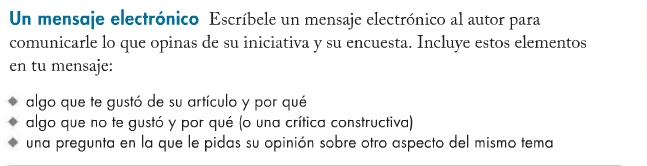 Un mensaje electrónico Escríbele un mensaje electrónico al autor para
comunicarle lo que opinas de su iniciativa y su encuesta. Incluye estos elementos
en tu mensaje:
◆ algo que te gustó de su artículo y por qué
◆ algo que no te gustó y por qué (o una crítica constructiva)
◆ una pregunta en la que le pidas su opinión sobre otro aspecto del mismo tema